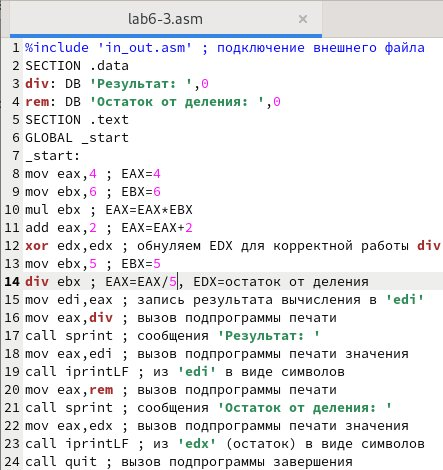 lab6-3.asm ×
1 %include 'in_out.asm' ; подключение внешнего файла
2 SECTION .data
3 div: DB 'Результат: ',0
4 rem: DB 'Остаток от деления: ',0
5 SECTION .text
6 GLOBAL _start
7 _start:
8 mov eax,4 ; EAX=4
9 mov ebx,6 ; EBX=6
10 mul ebx ; EAX=EAX*EBX
11 add eax,2 ; EAX=EAX+2
12 xor edx,edx ; обнуляем EDX для корректной работы div
13 mov ebx,5 ; EBX=5
14 div ebx ; EAX=EAX/5, EDX=остаток от деления
15 mov edi,eax ; запись результата вычисления в 'edi'
16 mov eax,div ; вызов подпрограммы печати
17 call sprint ; сообщения 'Результат: '
18 mov eax,edi ; вызов подпрограммы печати значения
19 call iprintLF ; из 'edi' в виде символов
20 mov eax,rem ; вызов подпрограммы печати
21 call sprint ; сообщения 'Остаток от деления: '
22 mov eax,edx ; вызов подпрограммы печати значения
23 call iprintLF ; из 'edx' (остаток) в виде символов
24 call quit ; вызов подпрограммы завершения